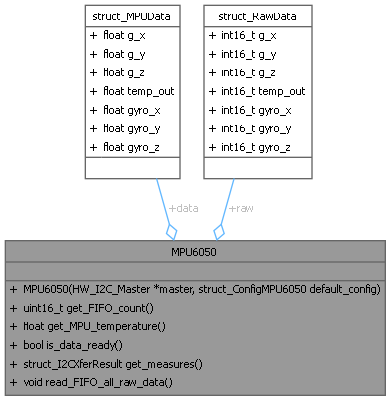 struct_MPUData
+ float g_x
+ float g_y
+ float g_z
+ float temp_out
+ float gyro_x
+ float gyro_y
+ float gyro_z
struct_RawData
+ int16_t g_x
+ int16_t g_y
+ int16_t g_z
+ int16_t temp_out
+ int16_t gyro_x
+ int16_t gyro_y
+ int16_t gyro_z
+data
+raw
MPU6050
+ MPU6050(HW_I2C_Master *master, struct_ConfigMPU6050 default_config)
+ uint16_t get_FIFO_count()
+ float get_MPU_temperature()
+ bool is_data_ready()
+ struct_I2CXferResult get_measures()
+ void read_FIFO_all_raw_data()